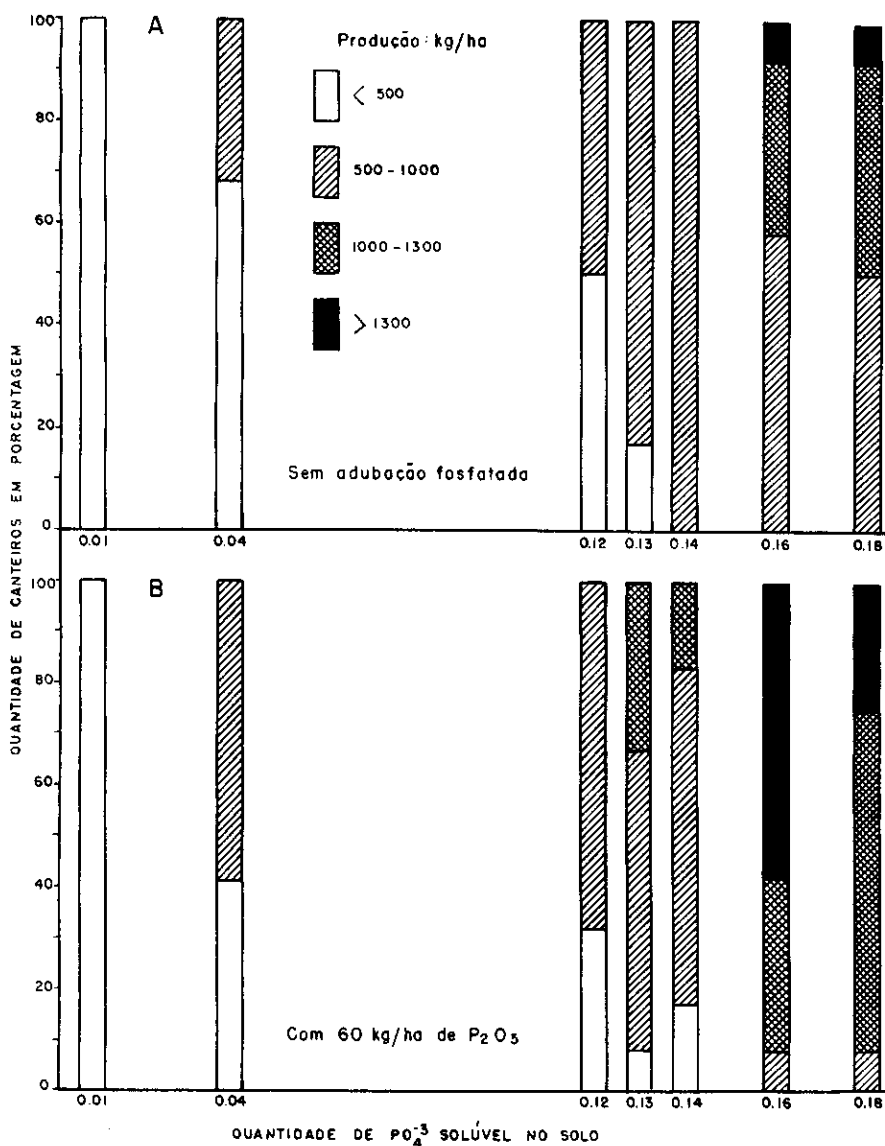 QUANTIDADE DE CANTEIROS EM PORCENTAGEM
100
80
60
40
20
0
A
Produção: kg/ha
< 500
500-1000
1000-1300
> 1300
Sem adubação fosfatada
0.01 0.04 0.12 0.13 0.14 0.16 0.18
100
80
60
40
20
0
B
Com 60 kg/ha de P2O5
0.01 0.04 0.12 0.13 0.14 0.16 0.18
QUANTIDADE DE PO4-3 SOLÚVEL NO SOLO